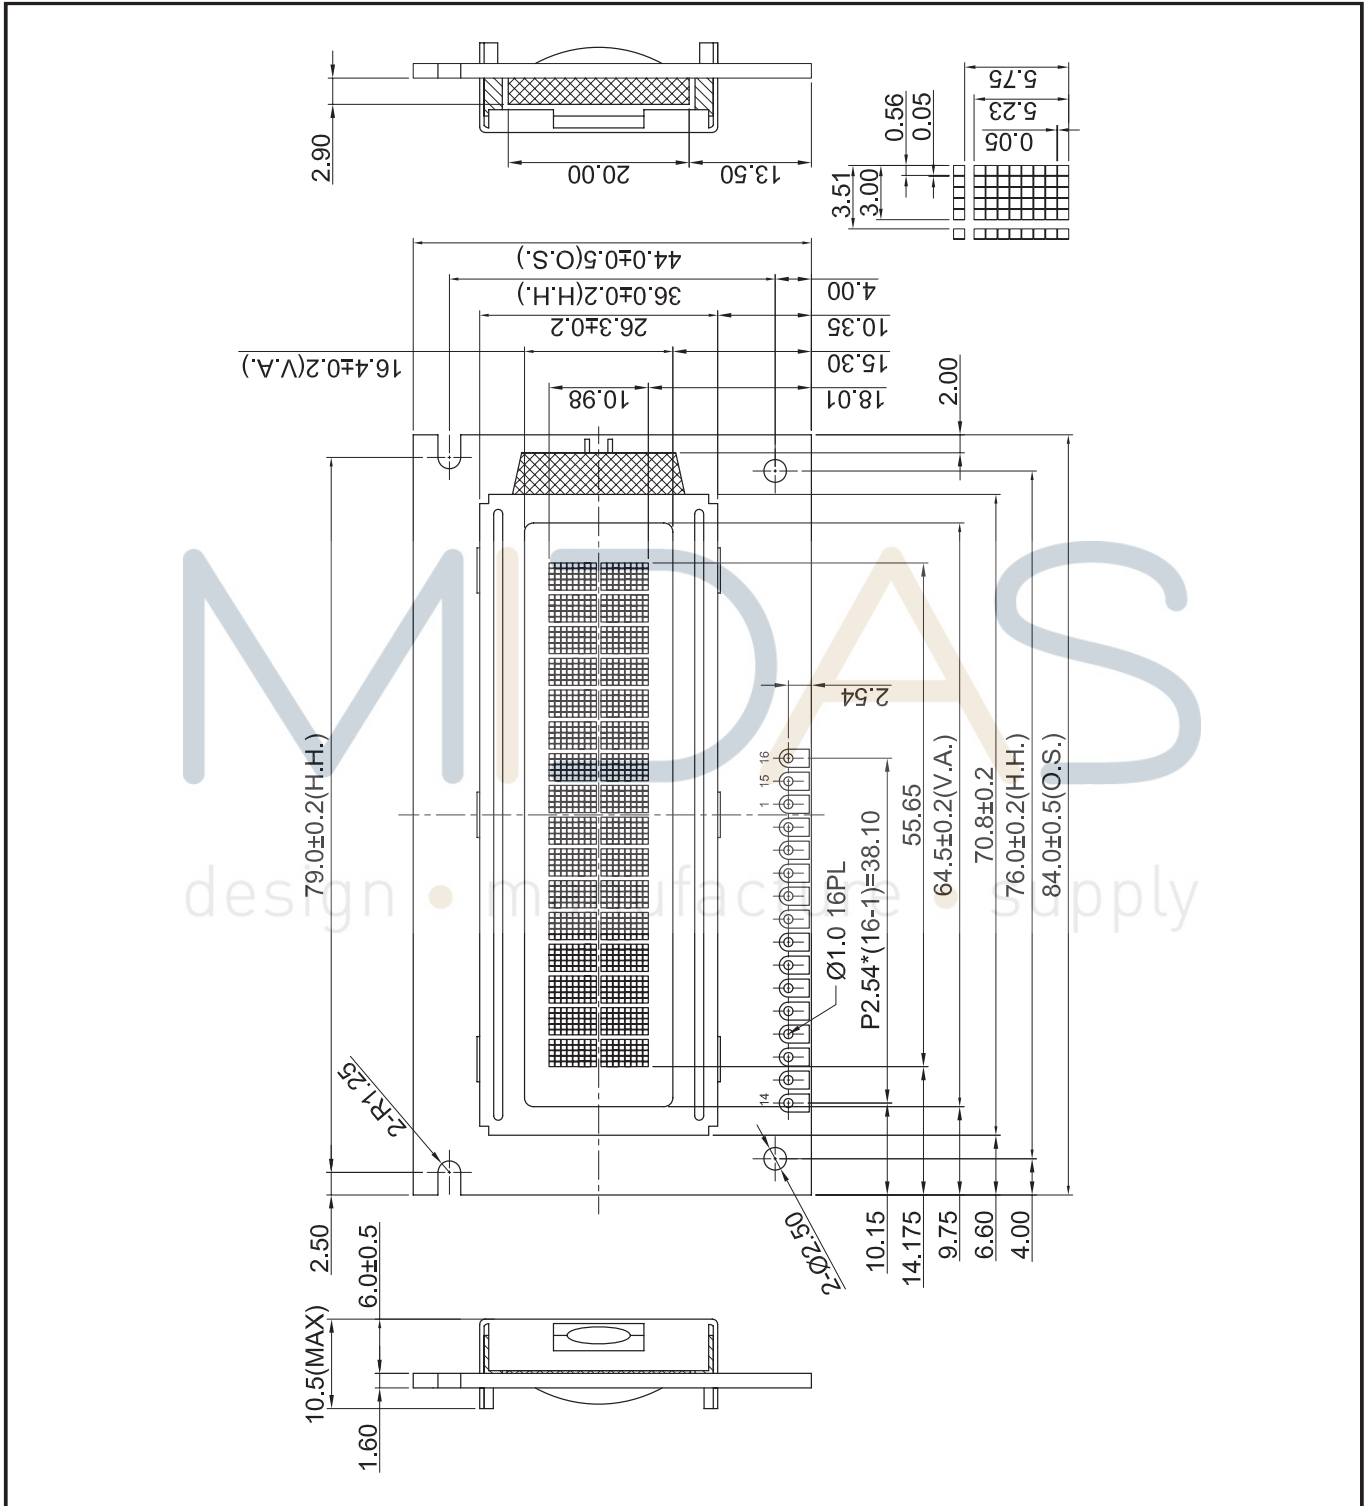 2.90
20.00
13.50
5.75
5.23
0.05
0.56
0.05
3.51
3.00
44.0±0.5(O.S.)
36.0±0.2(H.H.)
26.3±0.2
16.4±0.2(V.A.)
10.98
4.00
10.35
15.30
18.01
2.00
MIDAS
design • manufacture • supply
79.0±0.2(H.H.)
2.54
16
15
1
14
Ø1.0 16PL
P2.54*(16-1)=38.10
55.65
64.5±0.2(V.A.)
70.8±0.2
76.0±0.2(H.H.)
84.0±0.5(O.S.)
2-R1.25
2-Ø2.50
2.50
10.15
14.175
9.75
6.60
4.00
10.5(MAX)
6.0±0.5
1.60